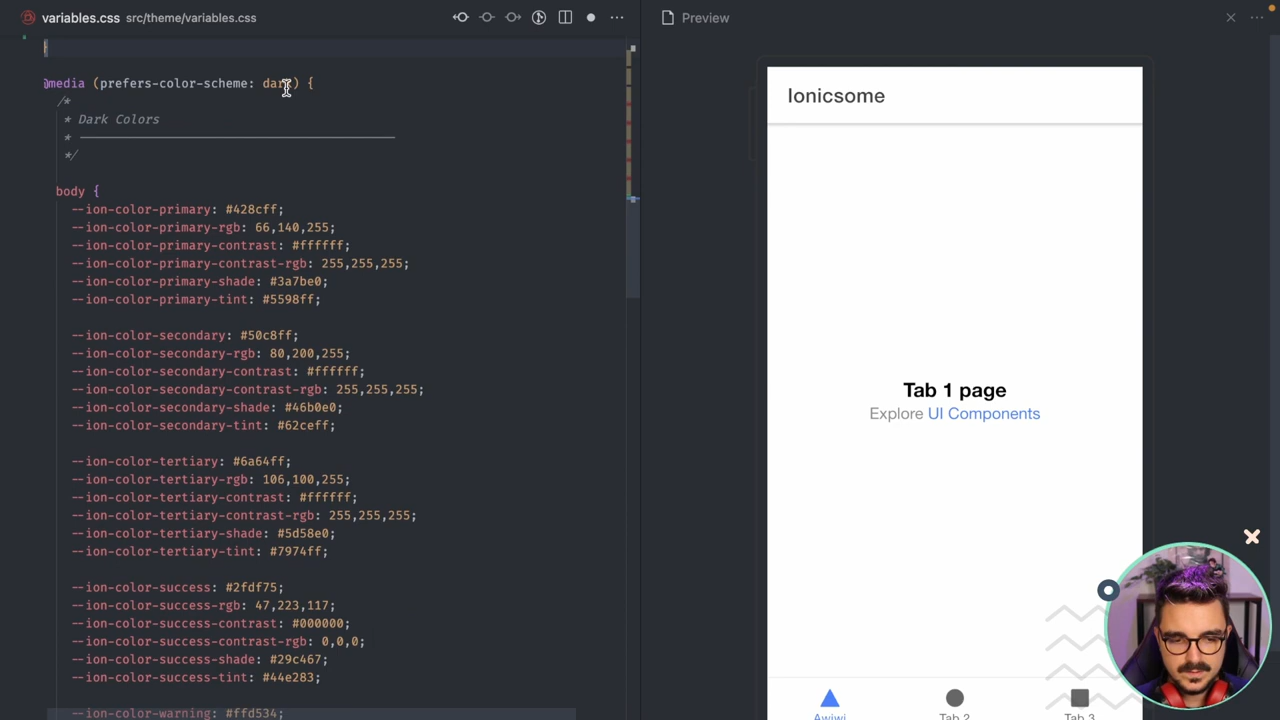 variables.css src/theme/variables.css
}
@media (prefers-color-scheme: dark) {
/*
* Dark Colors
*
*/
body {
--ion-color-primary: #428cff;
--ion-color-primary-rgb: 66,140,255;
--ion-color-primary-contrast: #ffffff;
--ion-color-primary-contrast-rgb: 255,255,255;
--ion-color-primary-shade: #3a7be0;
--ion-color-primary-tint: #5598ff;
--ion-color-secondary: #50c8ff;
--ion-color-secondary-rgb: 80,200,255;
--ion-color-secondary-contrast: #ffffff;
--ion-color-secondary-contrast-rgb: 255,255,255;
--ion-color-secondary-shade: #46b0e0;
--ion-color-secondary-tint: #62ceff;
--ion-color-tertiary: #6a64ff;
--ion-color-tertiary-rgb: 106,100,255;
--ion-color-tertiary-contrast: #ffffff;
--ion-color-tertiary-contrast-rgb: 255,255,255;
--ion-color-tertiary-shade: #5d58e0;
--ion-color-tertiary-tint: #7974ff;
--ion-color-success: #2fdf75;
--ion-color-success-rgb: 47,223,117;
--ion-color-success-contrast: #000000;
--ion-color-success-contrast-rgb: 0,0,0;
--ion-color-success-shade: #29c467;
--ion-color-success-tint: #44e283;
--ion-color-warning: #ffd534;
Preview
Ionicsome
Tab 1 page
Explore UI Components
Awiwi Tab 2 Tab 3